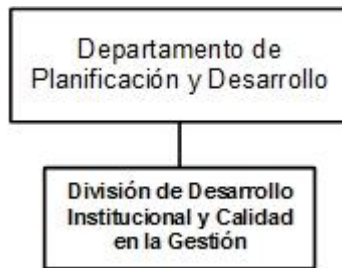 Departamento de
Planificación y Desarrollo
División de Desarrollo
Institucional y Calidad
en la Gestión